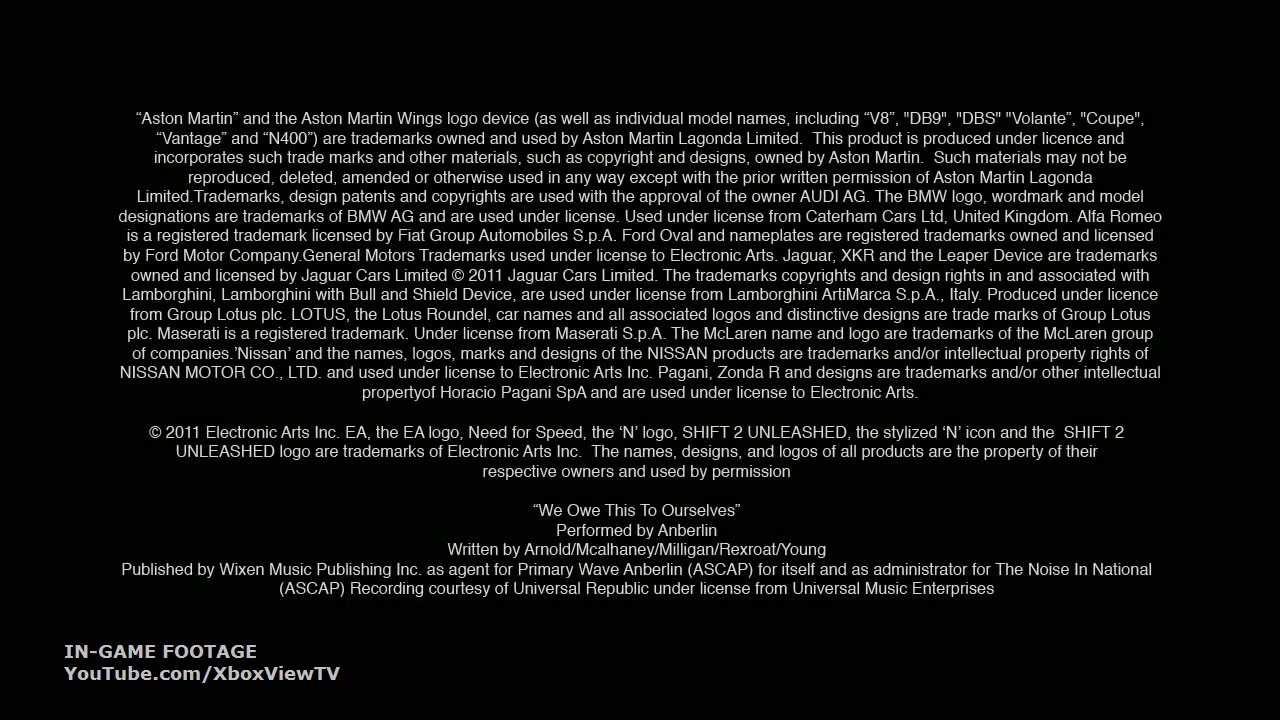 “Aston Martin” and the Aston Martin Wings logo device (as well as individual model names, including “V8”, "DB9", "DBS" "Volante”, "Coupe",
“Vantage” and “N400”) are trademarks owned and used by Aston Martin Lagonda Limited.  This product is produced under licence and
incorporates such trade marks and other materials, such as copyright and designs, owned by Aston Martin.  Such materials may not be
reproduced, deleted, amended or otherwise used in any way except with the prior written permission of Aston Martin Lagonda
Limited.Trademarks, design patents and copyrights are used with the approval of the owner AUDI AG. The BMW logo, wordmark and model
designations are trademarks of BMW AG and are used under license. Used under license from Caterham Cars Ltd, United Kingdom. Alfa Romeo
is a registered trademark licensed by Fiat Group Automobiles S.p.A. Ford Oval and nameplates are registered trademarks owned and licensed
by Ford Motor Company.General Motors Trademarks used under license to Electronic Arts. Jaguar, XKR and the Leaper Device are trademarks
owned and licensed by Jaguar Cars Limited © 2011 Jaguar Cars Limited. The trademarks copyrights and design rights in and associated with
Lamborghini, Lamborghini with Bull and Shield Device, are used under license from Lamborghini ArtiMarca S.p.A., Italy. Produced under licence
from Group Lotus plc. LOTUS, the Lotus Roundel, car names and all associated logos and distinctive designs are trade marks of Group Lotus
plc. Maserati is a registered trademark. Under license from Maserati S.p.A. The McLaren name and logo are trademarks of the McLaren group
of companies.’Nissan’ and the names, logos, marks and designs of the NISSAN products are trademarks and/or intellectual property rights of
NISSAN MOTOR CO., LTD. and used under license to Electronic Arts Inc. Pagani, Zonda R and designs are trademarks and/or other intellectual
propertyof Horacio Pagani SpA and are used under license to Electronic Arts.
© 2011 Electronic Arts Inc. EA, the EA logo, Need for Speed, the ‘N’ logo, SHIFT 2 UNLEASHED, the stylized ‘N’ icon and the  SHIFT 2
UNLEASHED logo are trademarks of Electronic Arts Inc.  The names, designs, and logos of all products are the property of their
respective owners and used by permission
“We Owe This To Ourselves”
Performed by Anberlin
Written by Arnold/Mcalhaney/Milligan/Rexroat/Young
Published by Wixen Music Publishing Inc. as agent for Primary Wave Anberlin (ASCAP) for itself and as administrator for The Noise In National
(ASCAP) Recording courtesy of Universal Republic under license from Universal Music Enterprises
IN-GAME FOOTAGE
YouTube.com/XboxViewTV